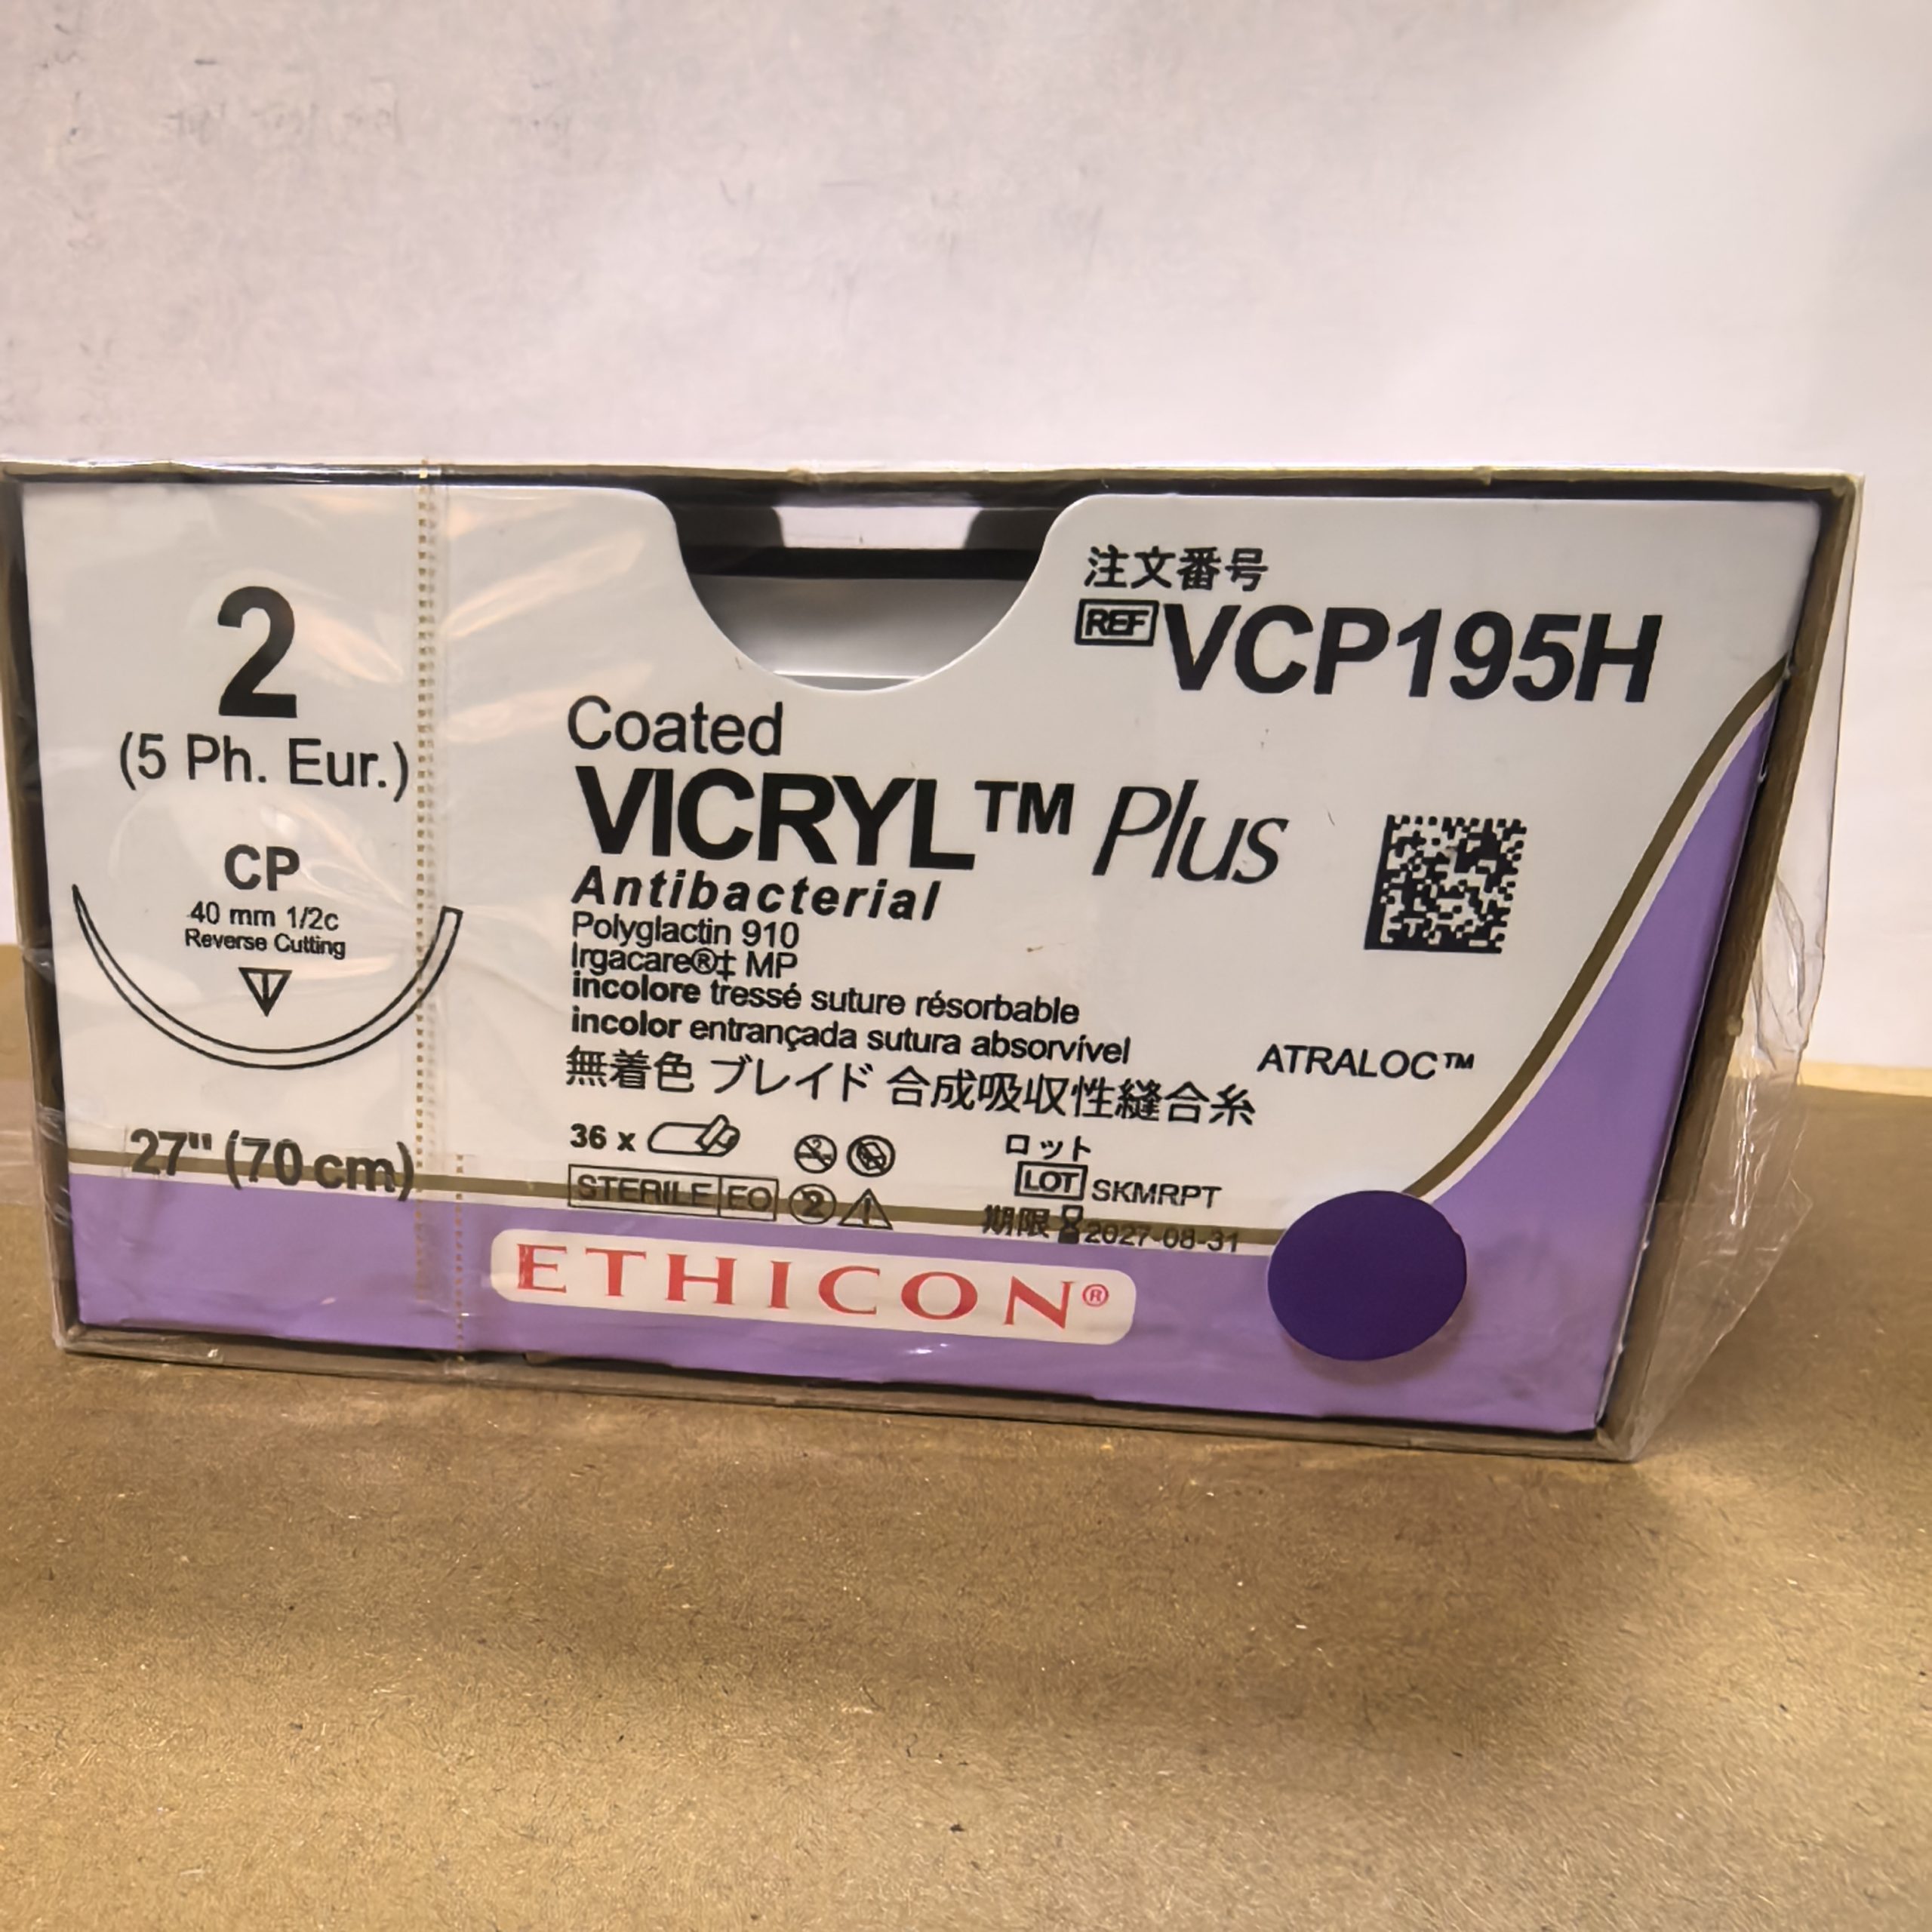 2
(5 Ph. Eur.)
CP
40 mm 1/2c
Reverse Cutting
27" (70 cm)
注文番号
REF VCP195H
Coated
VICRYL™ Plus
Antibacterial
Polyglactin 910
Irgacare®‡ MP
incolore tressé suture résorbable
incolor entrançada sutura absorvível
無着色 ブレイド 合成吸収性縫合糸
ATRALOC™
36 x
STERILE EO 2
ロット
LOT SKMRPT
期限 2027-08-31
ETHICON®